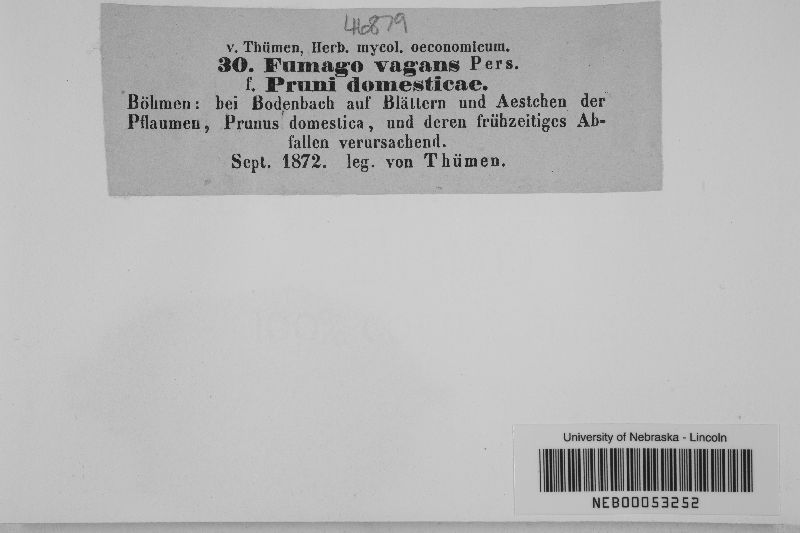 46879
v. Thümen, Herb. mycol. oeconomicum.
30. Fumago vagans Pers.
f. Pruni domesticae.
Böhmen: bei Bodenbach auf Blättern und Aestchen der
Pflaumen, Prunus domestica, und deren frühzeitiges Ab-
fallen verursachend.
Sept. 1872. leg. von Thümen.
University of Nebraska - Lincoln
NEB00053252